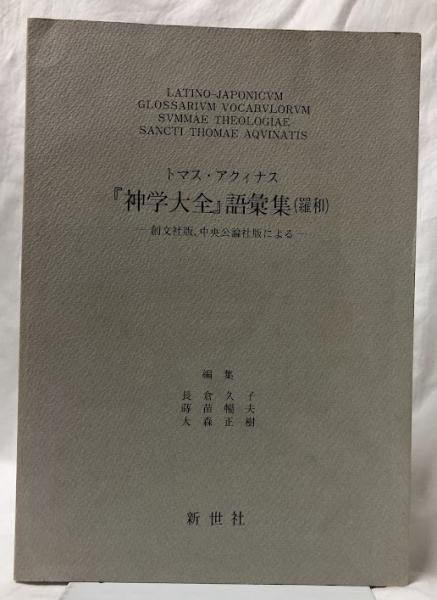 LATINO-JAPONICVM
GLOSSARIVM VOCABVLORVM
SVMMAE THEOLOGIAE
SANCTI THOMAE AQVINATIS
トマス・アクィナス
『神学大全』語彙集(羅和)
─創文社版、中央公論社版による─
編集
長倉久子
蒔苗暢夫
大森正樹
新世社